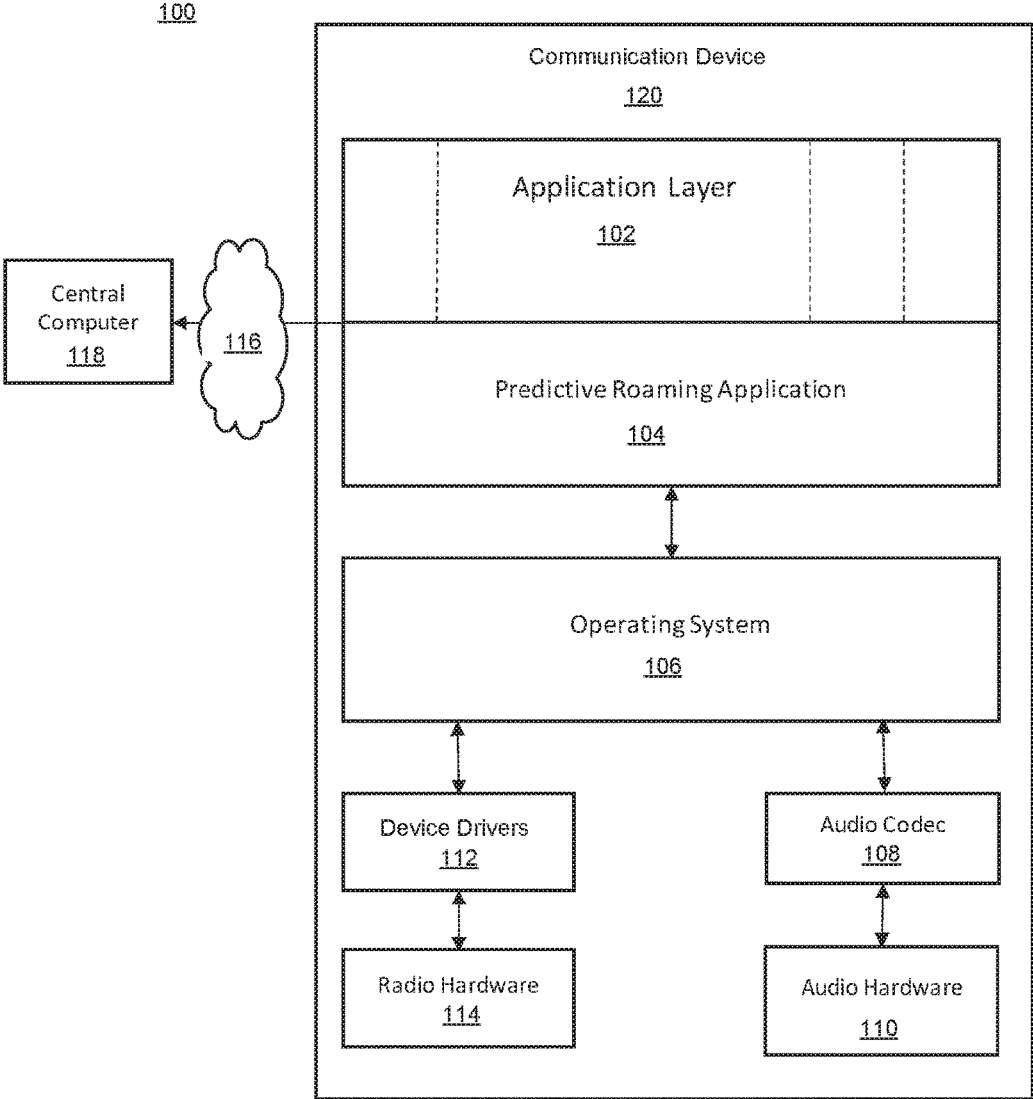 100
Communication Device
120
Application Layer
102
Central
Computer
118
116
Predictive Roaming Application
104
Operating System
106
Device Drivers
112
Audio Codec
108
Radio Hardware
114
Audio Hardware
110